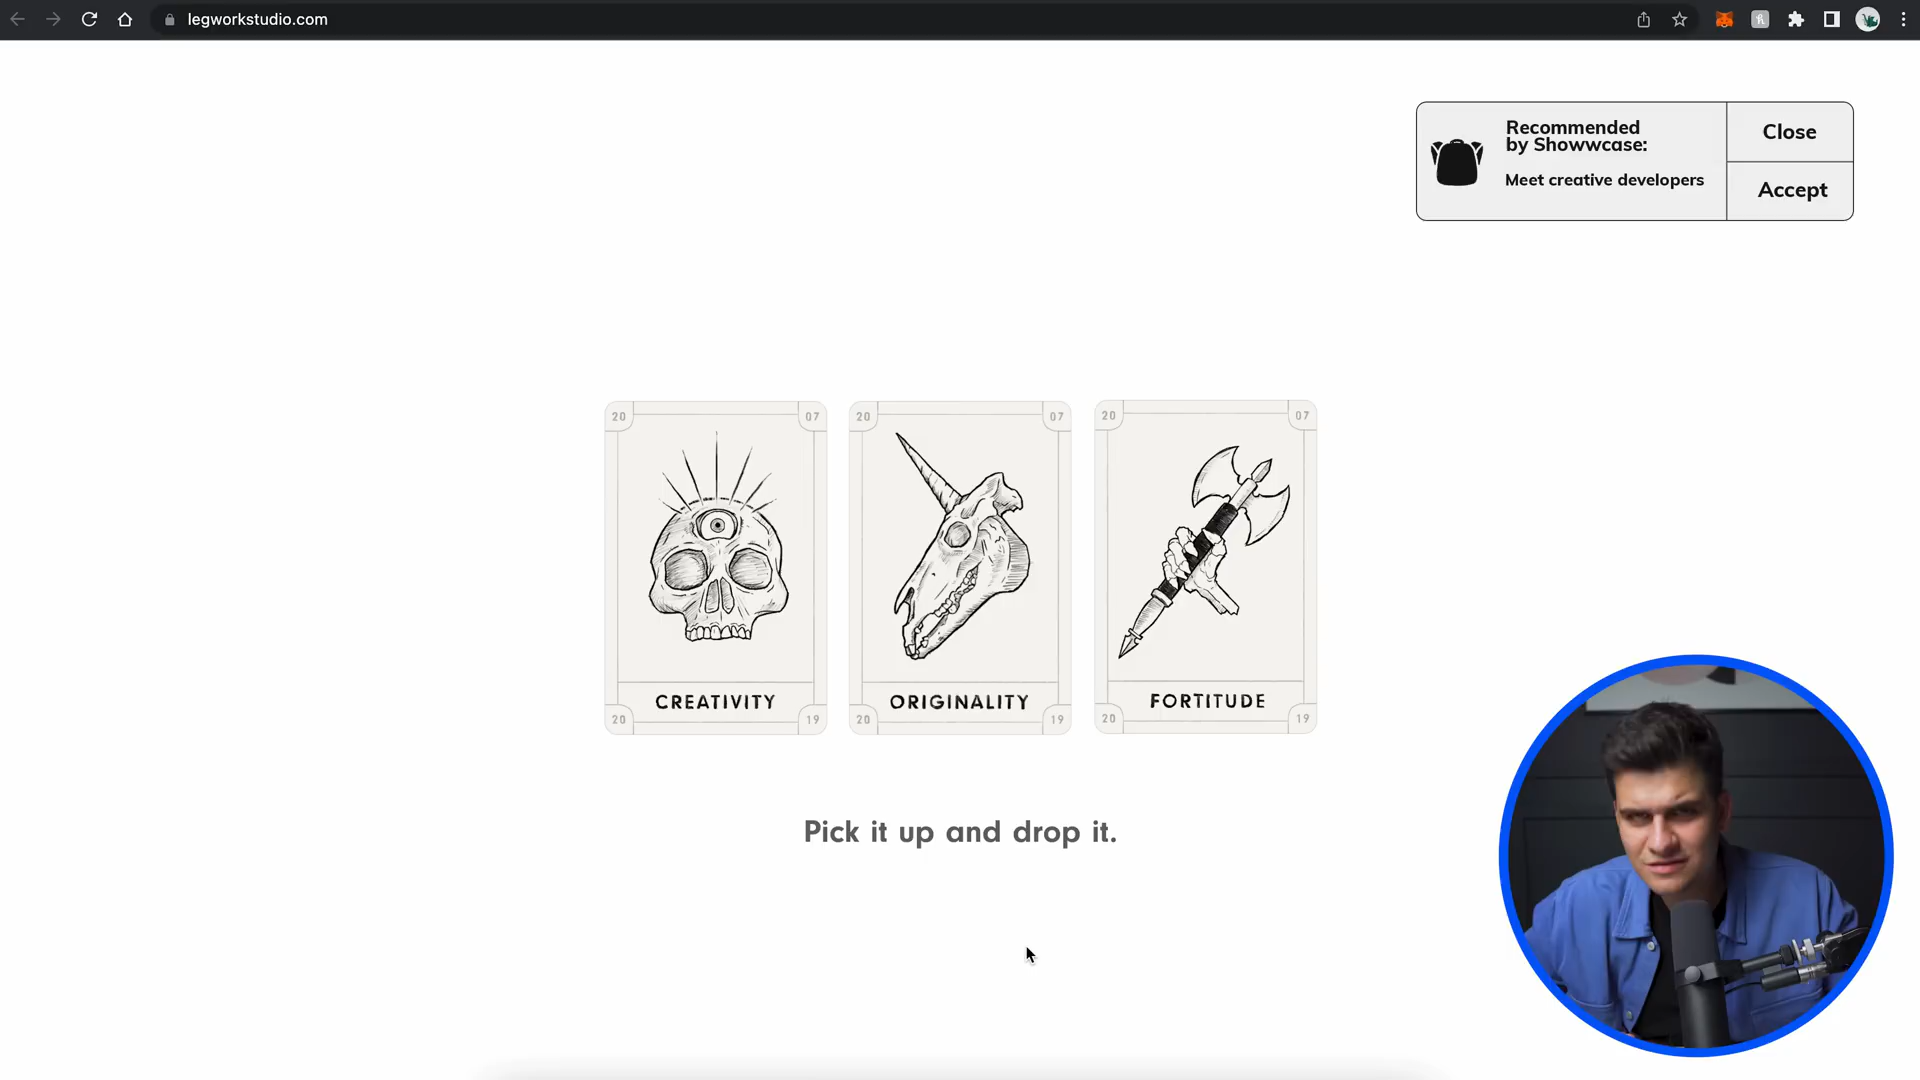 legworkstudio.com
Recommended
by Showwcase:
Meet creative developers
Close
Accept
20 07
CREATIVITY
20 19
20 07
ORIGINALITY
20 19
20 07
FORTITUDE
20 19
Pick it up and drop it.